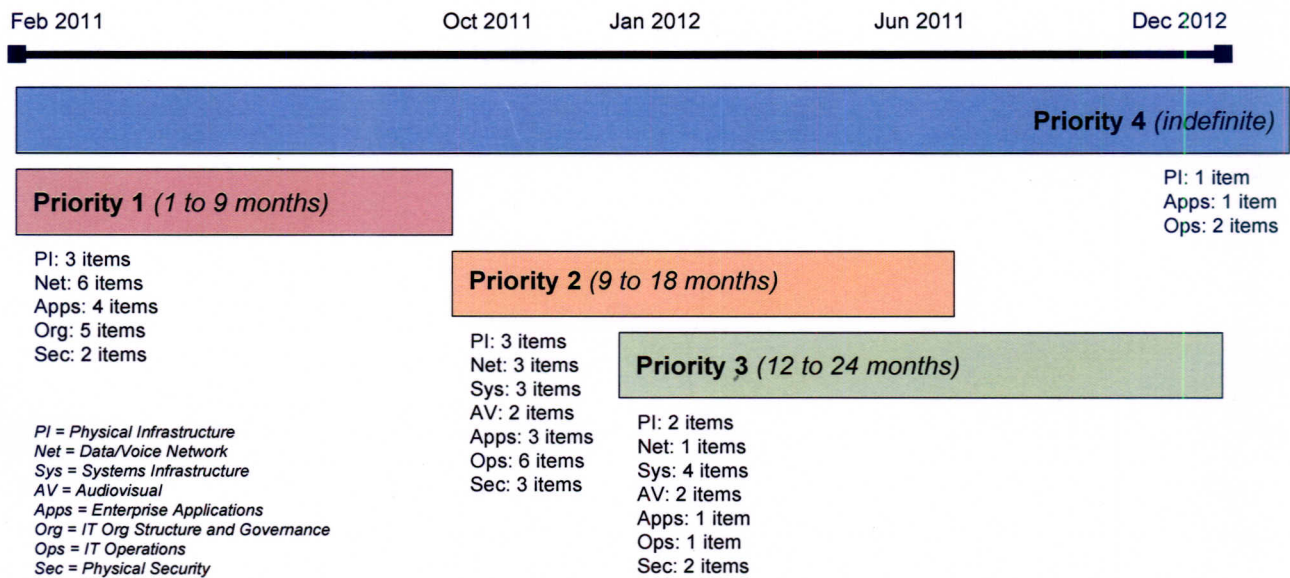 Feb 2011 Oct 2011 Jan 2012 Jun 2011 Dec 2012
Priority 4 (indefinite)
PI: 1 item
Apps: 1 item
Ops: 2 items
Priority 1 (1 to 9 months)
PI: 3 items
Net: 6 items
Apps: 4 items
Org: 5 items
Sec: 2 items
Priority 2 (9 to 18 months)
PI: 3 items
Net: 3 items
Sys: 3 items
AV: 2 items
Apps: 3 items
Ops: 6 items
Sec: 3 items
Priority 3 (12 to 24 months)
PI: 2 items
Net: 1 items
Sys: 4 items
AV: 2 items
Apps: 1 item
Ops: 1 item
Sec: 2 items
PI = Physical Infrastructure
Net = Data/Voice Network
Sys = Systems Infrastructure
AV = Audiovisual
Apps = Enterprise Applications
Org = IT Org Structure and Governance
Ops = IT Operations
Sec = Physical Security